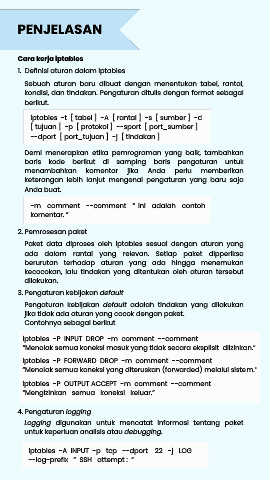 PENJELASAN
Cara kerja Iptables
1. Definisi aturan dalam Iptables
Sebuah aturan baru dibuat dengan menentukan tabel, rantai,
kondisi, dan tindakan. Pengaturan ditulis dengan format sebagai
berikut.
Iptables -t [ tabel ] -A [ rantai ] -s [ sumber ] -d
[ tujuan ] -p [ protokol ] --sport [ port_sumber ]
--dport [ port_tujuan ] -j [ tindakan ]
Demi menerapkan etika pemrograman yang baik, tambahkan
baris kode berikut di samping baris pengaturan untuk
menambahkan komentar jika Anda perlu memberikan
keterangan lebih lanjut mengenai pengaturan yang baru saja
Anda buat.
-m comment --comment " Ini adalah contoh
komentar. "
2. Pemrosesan paket
Paket data diproses oleh Iptables sesuai dengan aturan yang
ada dalam rantai yang relevan. Setiap paket dipperiksa
berurutan terhadap aturan yang ada hingga menemukan
kecocokan, lalu tindakan yang ditentukan oleh aturan tersebut
dilakukan.
3. Pengaturan kebijakan default
Pengaturan kebijakan default adalah tindakan yang dilakukan
jika tidak ada aturan yang cocok dengan paket.
Contohnya sebagai berikut
Iptables -P INPUT DROP -m comment --comment
"Menolak semua koneksi masuk yang tidak secara eksplisit diizinkan."
Iptables -P FORWARD DROP -m comment --comment
"Menolak semua koneksi yang diteruskan (forwarded) melalui sistem."
Iptables -P OUTPUT ACCEPT -m comment --comment
"Mengizinkan semua koneksi keluar."
4. Pengaturan logging
Logging digunakan untuk mencatat informasi tentang paket
untuk keperluan analisis atau debugging.
Iptables -A INPUT -p tcp --dport 22 -j LOG
--log-prefix " SSH attempt : "